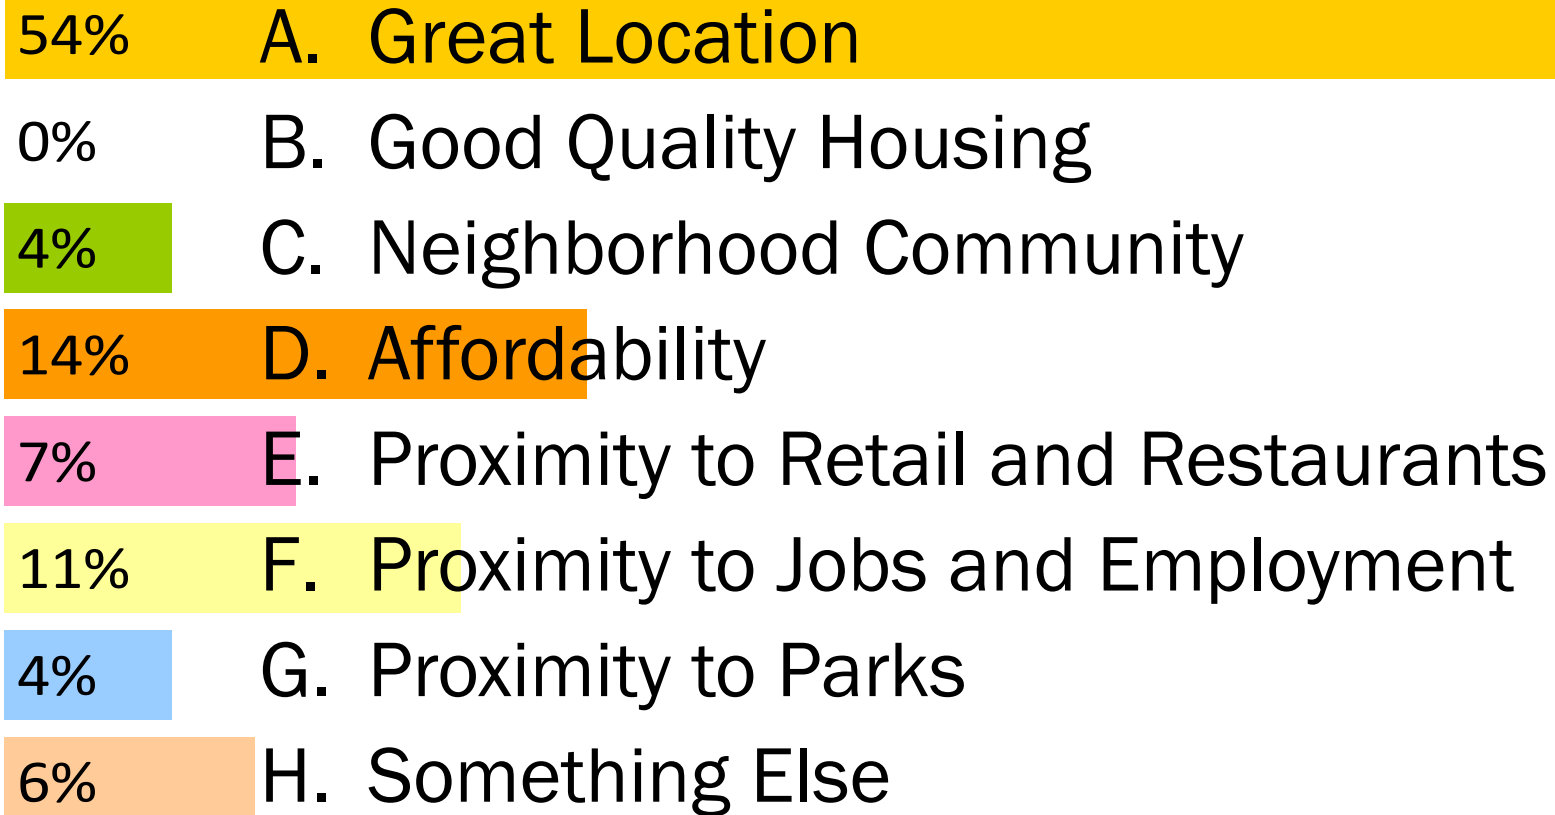 54% A. Great Location
0% B. Good Quality Housing
4% C. Neighborhood Community
14% D. Affordability
7% E. Proximity to Retail and Restaurants
11% F. Proximity to Jobs and Employment
4% G. Proximity to Parks
6% H. Something Else